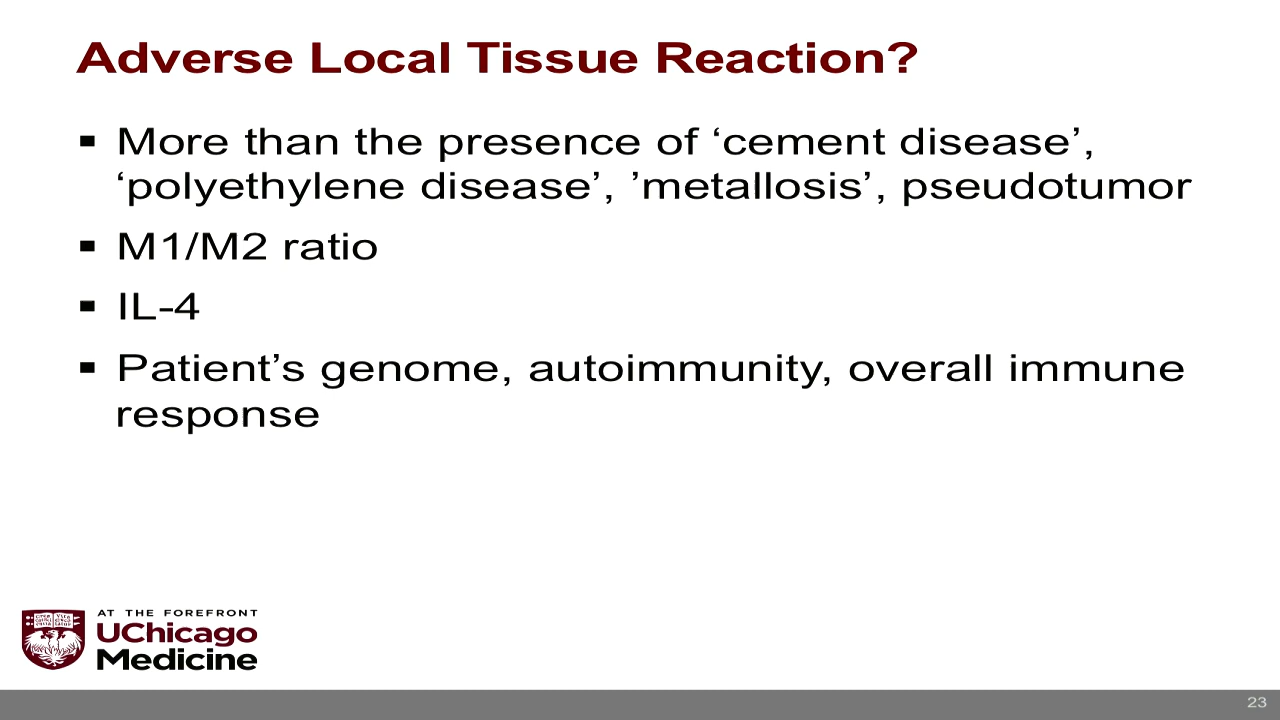 Adverse Local Tissue Reaction?
▪ More than the presence of ‘cement disease’,
‘polyethylene disease’, ’metallosis’, pseudotumor
▪ M1/M2 ratio
▪ IL-4
▪ Patient’s genome, autoimmunity, overall immune
response
AT THE FOREFRONT
UChicago
Medicine
23